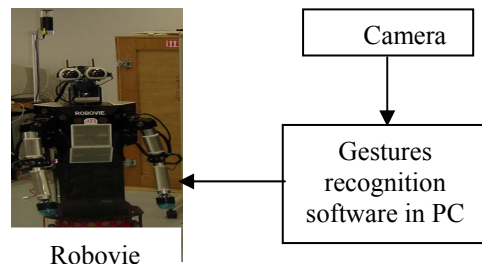 Camera
ROBOVIE
Gestures
recognition
software in PC
Robovie